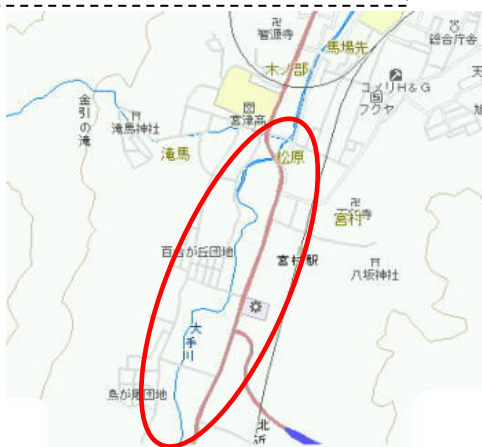 智源寺
馬場先
総合庁舎
木ノ部
天
コメリH&G
フクヤ
旭
金引の滝
滝馬神社
宮津高
滝馬
松原
宮村
百合が丘団地
宮村駅
八坂神社
大手川
鳥が尾団地
北近